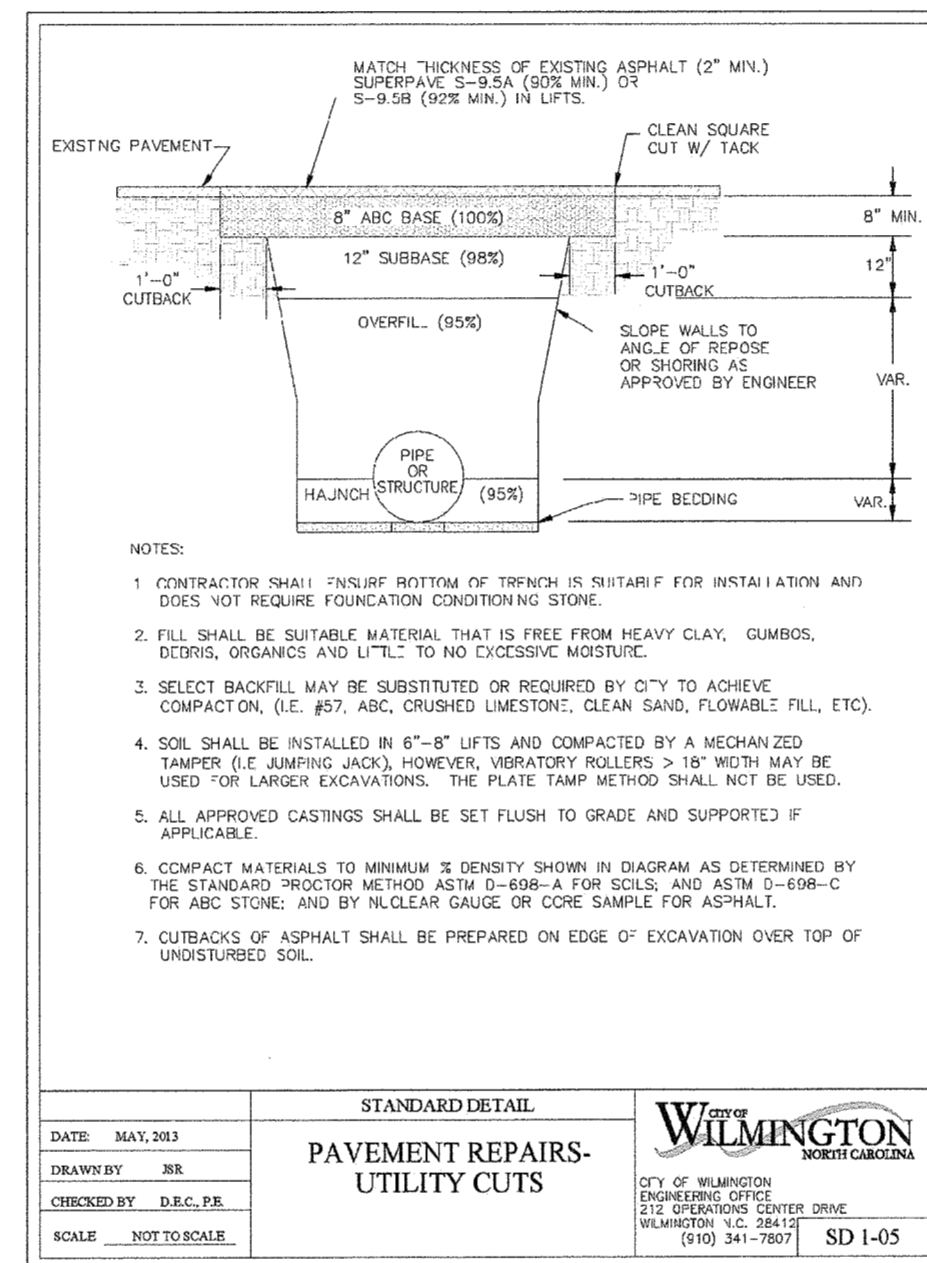 MATCH THICKNESS OF EXISTING ASPHALT (2" MIN.)
SUPERPAVE S-9.5A (90% MIN.) OR
S-9.5B (92% MIN.) IN LIFTS.
EXISTNG PAVEMENT
CLEAN SQUARE
CUT W/ TACK
8" ABC BASE (100%)
8" MIN.
12" SUBBASE (98%)
12"
1'-0"
CUTBACK
1'-0"
CUTBACK
OVERFILL (95%)
SLOPE WALLS TO
ANGLE OF REPOSE
OR SHORING AS
APPROVED BY ENGINEER
VAR.
PIPE
OR
STRUCTURE
HAUNCH (95%)
PIPE BEDDING
VAR.
NOTES:
1 CONTRACTOR SHALL ENSURE BOTTOM OF TRENCH IS SUITABLE FOR INSTALLATION AND
DOES NOT REQUIRE FOUNDATION CONDITIONING STONE.
2. FILL SHALL BE SUITABLE MATERIAL THAT IS FREE FROM HEAVY CLAY, GUMBOS,
DEBRIS, ORGANICS AND LITTLE TO NO EXCESSIVE MOISTURE.
3. SELECT BACKFILL MAY BE SUBSTITUTED OR REQUIRED BY CITY TO ACHIEVE
COMPACTION, (I.E. #57, ABC, CRUSHED LIMESTONE, CLEAN SAND, FLOWABLE FILL, ETC).
4. SOIL SHALL BE INSTALLED IN 6"-8" LIFTS AND COMPACTED BY A MECHANIZED
TAMPER (I.E JUMPING JACK), HOWEVER, VIBRATORY ROLLERS > 18" WIDTH MAY BE
USED FOR LARGER EXCAVATIONS. THE PLATE TAMP METHOD SHALL NOT BE USED.
5. ALL APPROVED CASTINGS SHALL BE SET FLUSH TO GRADE AND SUPPORTED IF
APPLICABLE.
6. COMPACT MATERIALS TO MINIMUM % DENSITY SHOWN IN DIAGRAM AS DETERMINED BY
THE STANDARD PROCTOR METHOD ASTM D-698-A FOR SOILS; AND ASTM D-698-C
FOR ABC STONE; AND BY NUCLEAR GAUGE OR CORE SAMPLE FOR ASPHALT.
7. CUTBACKS OF ASPHALT SHALL BE PREPARED ON EDGE OF EXCAVATION OVER TOP OF
UNDISTURBED SOIL.
DATE: MAY, 2013
DRAWN BY JSR
CHECKED BY D.E.C., P.E.
SCALE NOT TO SCALE
STANDARD DETAIL
PAVEMENT REPAIRS-
UTILITY CUTS
CITY OF
WILMINGTON
NORTH CAROLINA
CITY OF WILMINGTON
ENGINEERING OFFICE
212 OPERATIONS CENTER DRIVE
WILMINGTON N.C. 28412
(910) 341-7807
SD 1-05